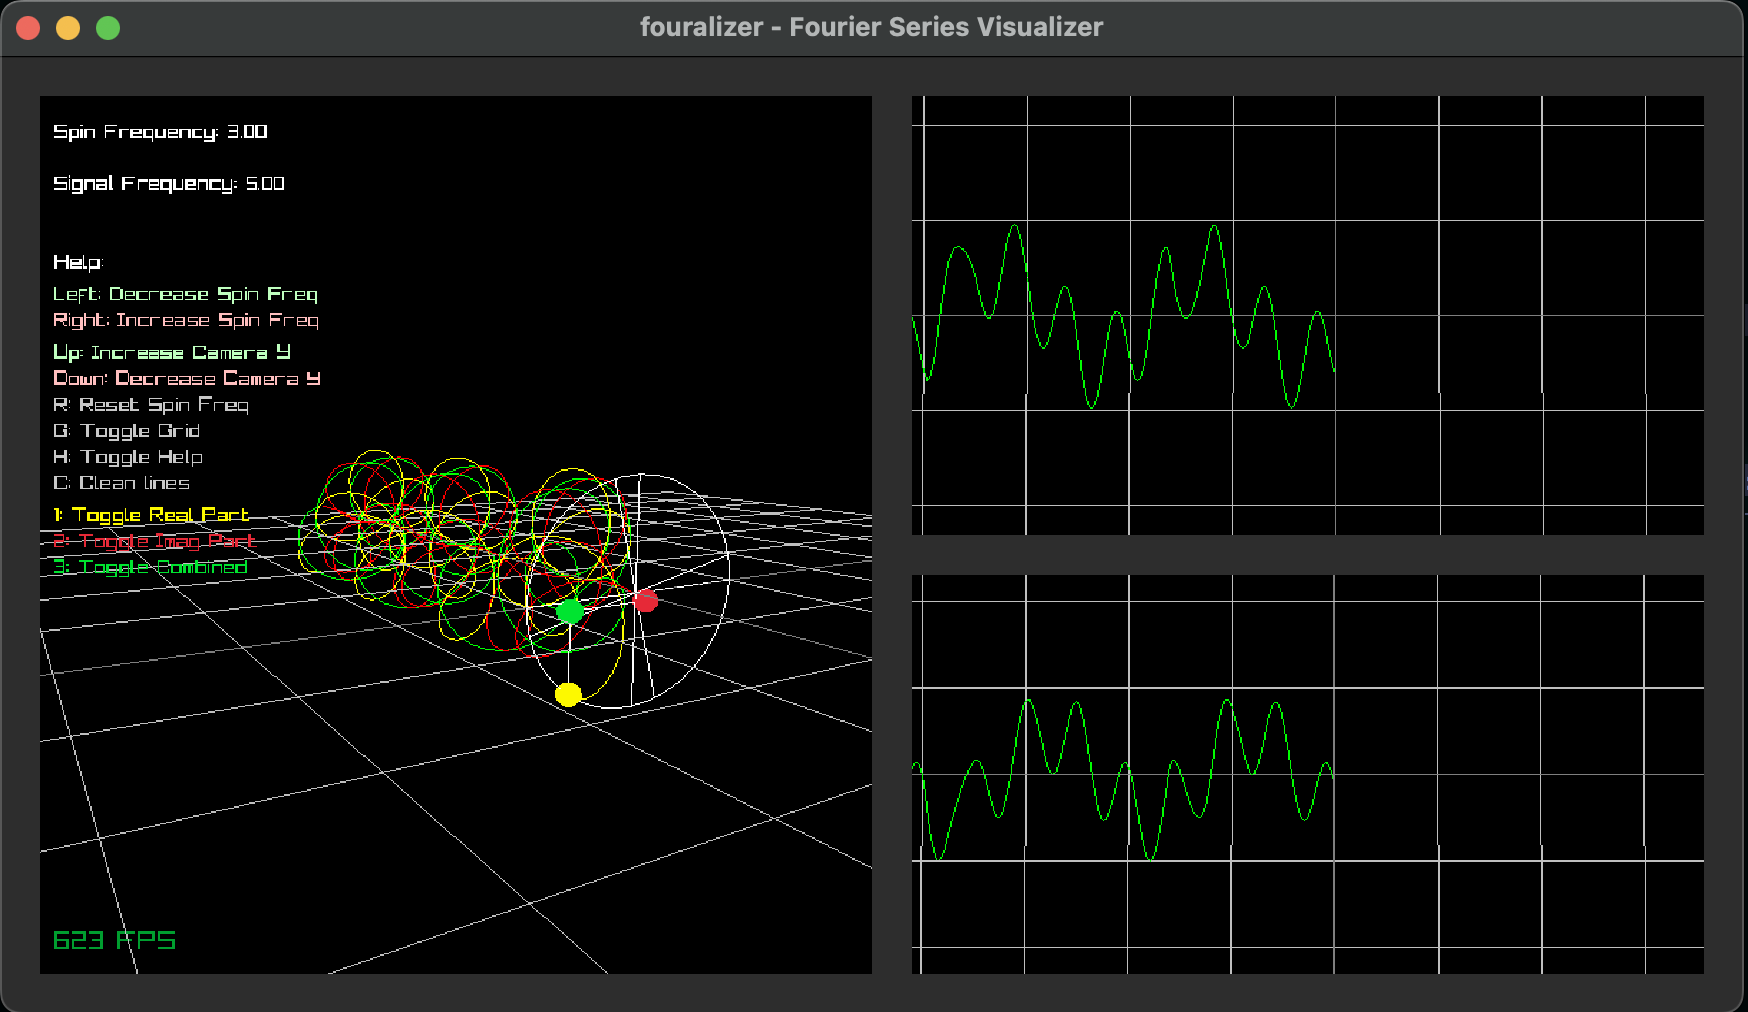 fouralizer - Fourier Series Visualizer
Spin Frequency: 3.00
Signal Frequency: 5.00
Help:
Left: Decrease Spin Freq
Right: Increase Spin Freq
Up: Increase Camera Y
Down: Decrease Camera Y
R: Reset Spin Freq
G: Toggle Grid
H: Toggle Help
C: Clean lines
1: Toggle Real Part
2: Toggle Imag Part
3: Toggle Combined
623 FPS